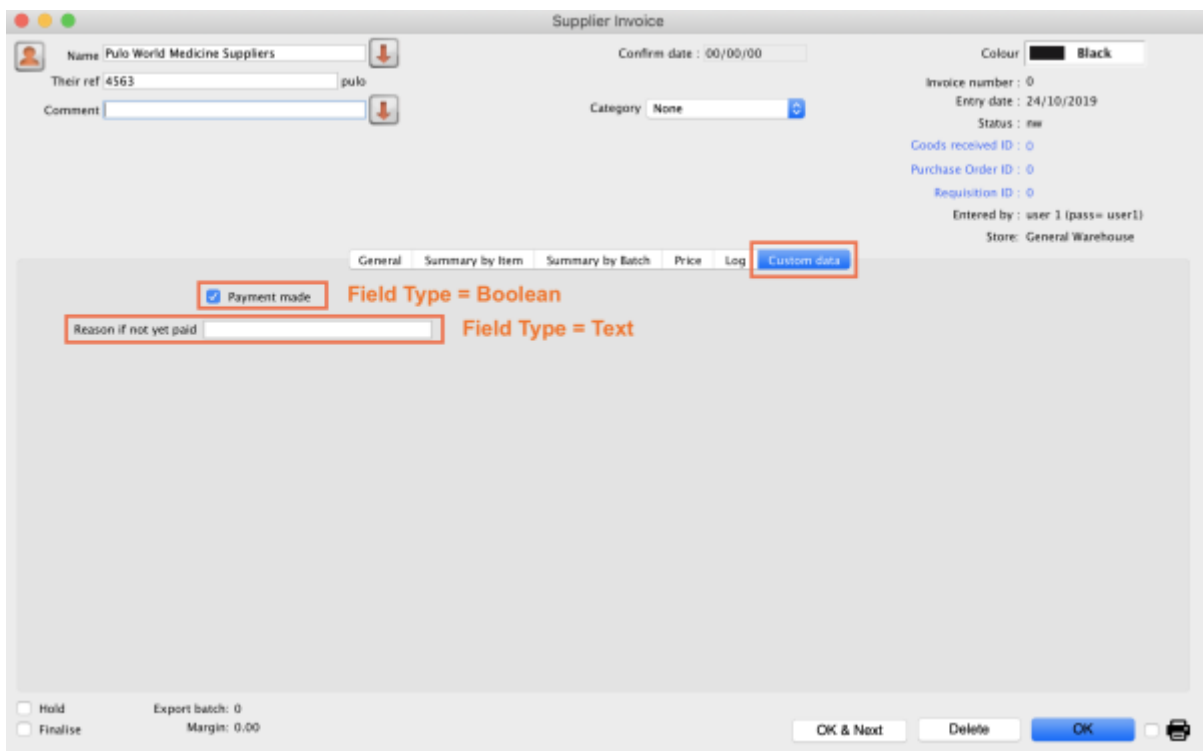 Supplier Invoice
Name Pulo World Medicine Suppliers
Confirm date : 00/00/00
Colour Black
Their ref 4563 pulo
Invoice number : 0
Comment
Category None
Entry date : 24/10/2019
Status : nw
Goods received ID : 0
Purchase Order ID : 0
Requisition ID : 0
Entered by : user 1 (pass= user1)
Store: General Warehouse
General Summary by Item Summary by Batch Price Log Custom data
Payment made Field Type = Boolean
Reason if not yet paid Field Type = Text
Hold Export batch: 0
Finalise Margin: 0.00
OK & Next Delete OK